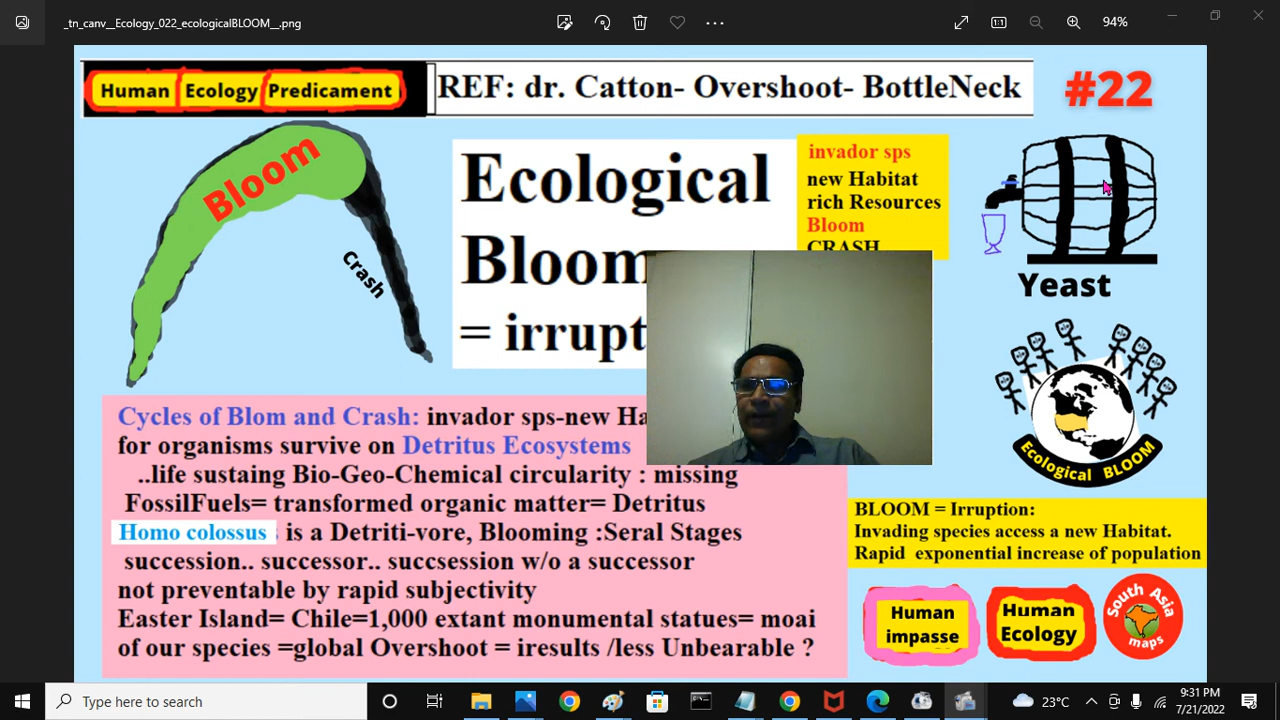 _tn_canv__Ecology_022_ecologicalBLOOM__.png
94%
Human Ecology Predicament
REF: dr. Catton- Overshoot- BottleNeck
#22
Bloom
Crash
Ecological
Bloom
= irrupt
invador sps
new Habitat
rich Resources
Bloom
CRASH
Yeast
Ecological BLOOM
Cycles of Blom and Crash: invador sps-new Ha
for organisms survive on Detritus Ecosystems
..life sustaing Bio-Geo-Chemical circularity : missing
FossilFuels= transformed organic matter= Detritus
Homo colossus is a Detriti-vore, Blooming :Seral Stages
succession.. successor.. succsession w/o a successor
not preventable by rapid subjectivity
Easter Island= Chile=1,000 extant monumental statues= moai
of our species =global Overshoot = iresults /less Unbearable ?
BLOOM = Irruption:
Invading species access a new Habitat.
Rapid exponential increase of population
Human
impasse
Human
Ecology
South Asia
maps
Type here to search
23°C
9:31 PM
7/21/2022